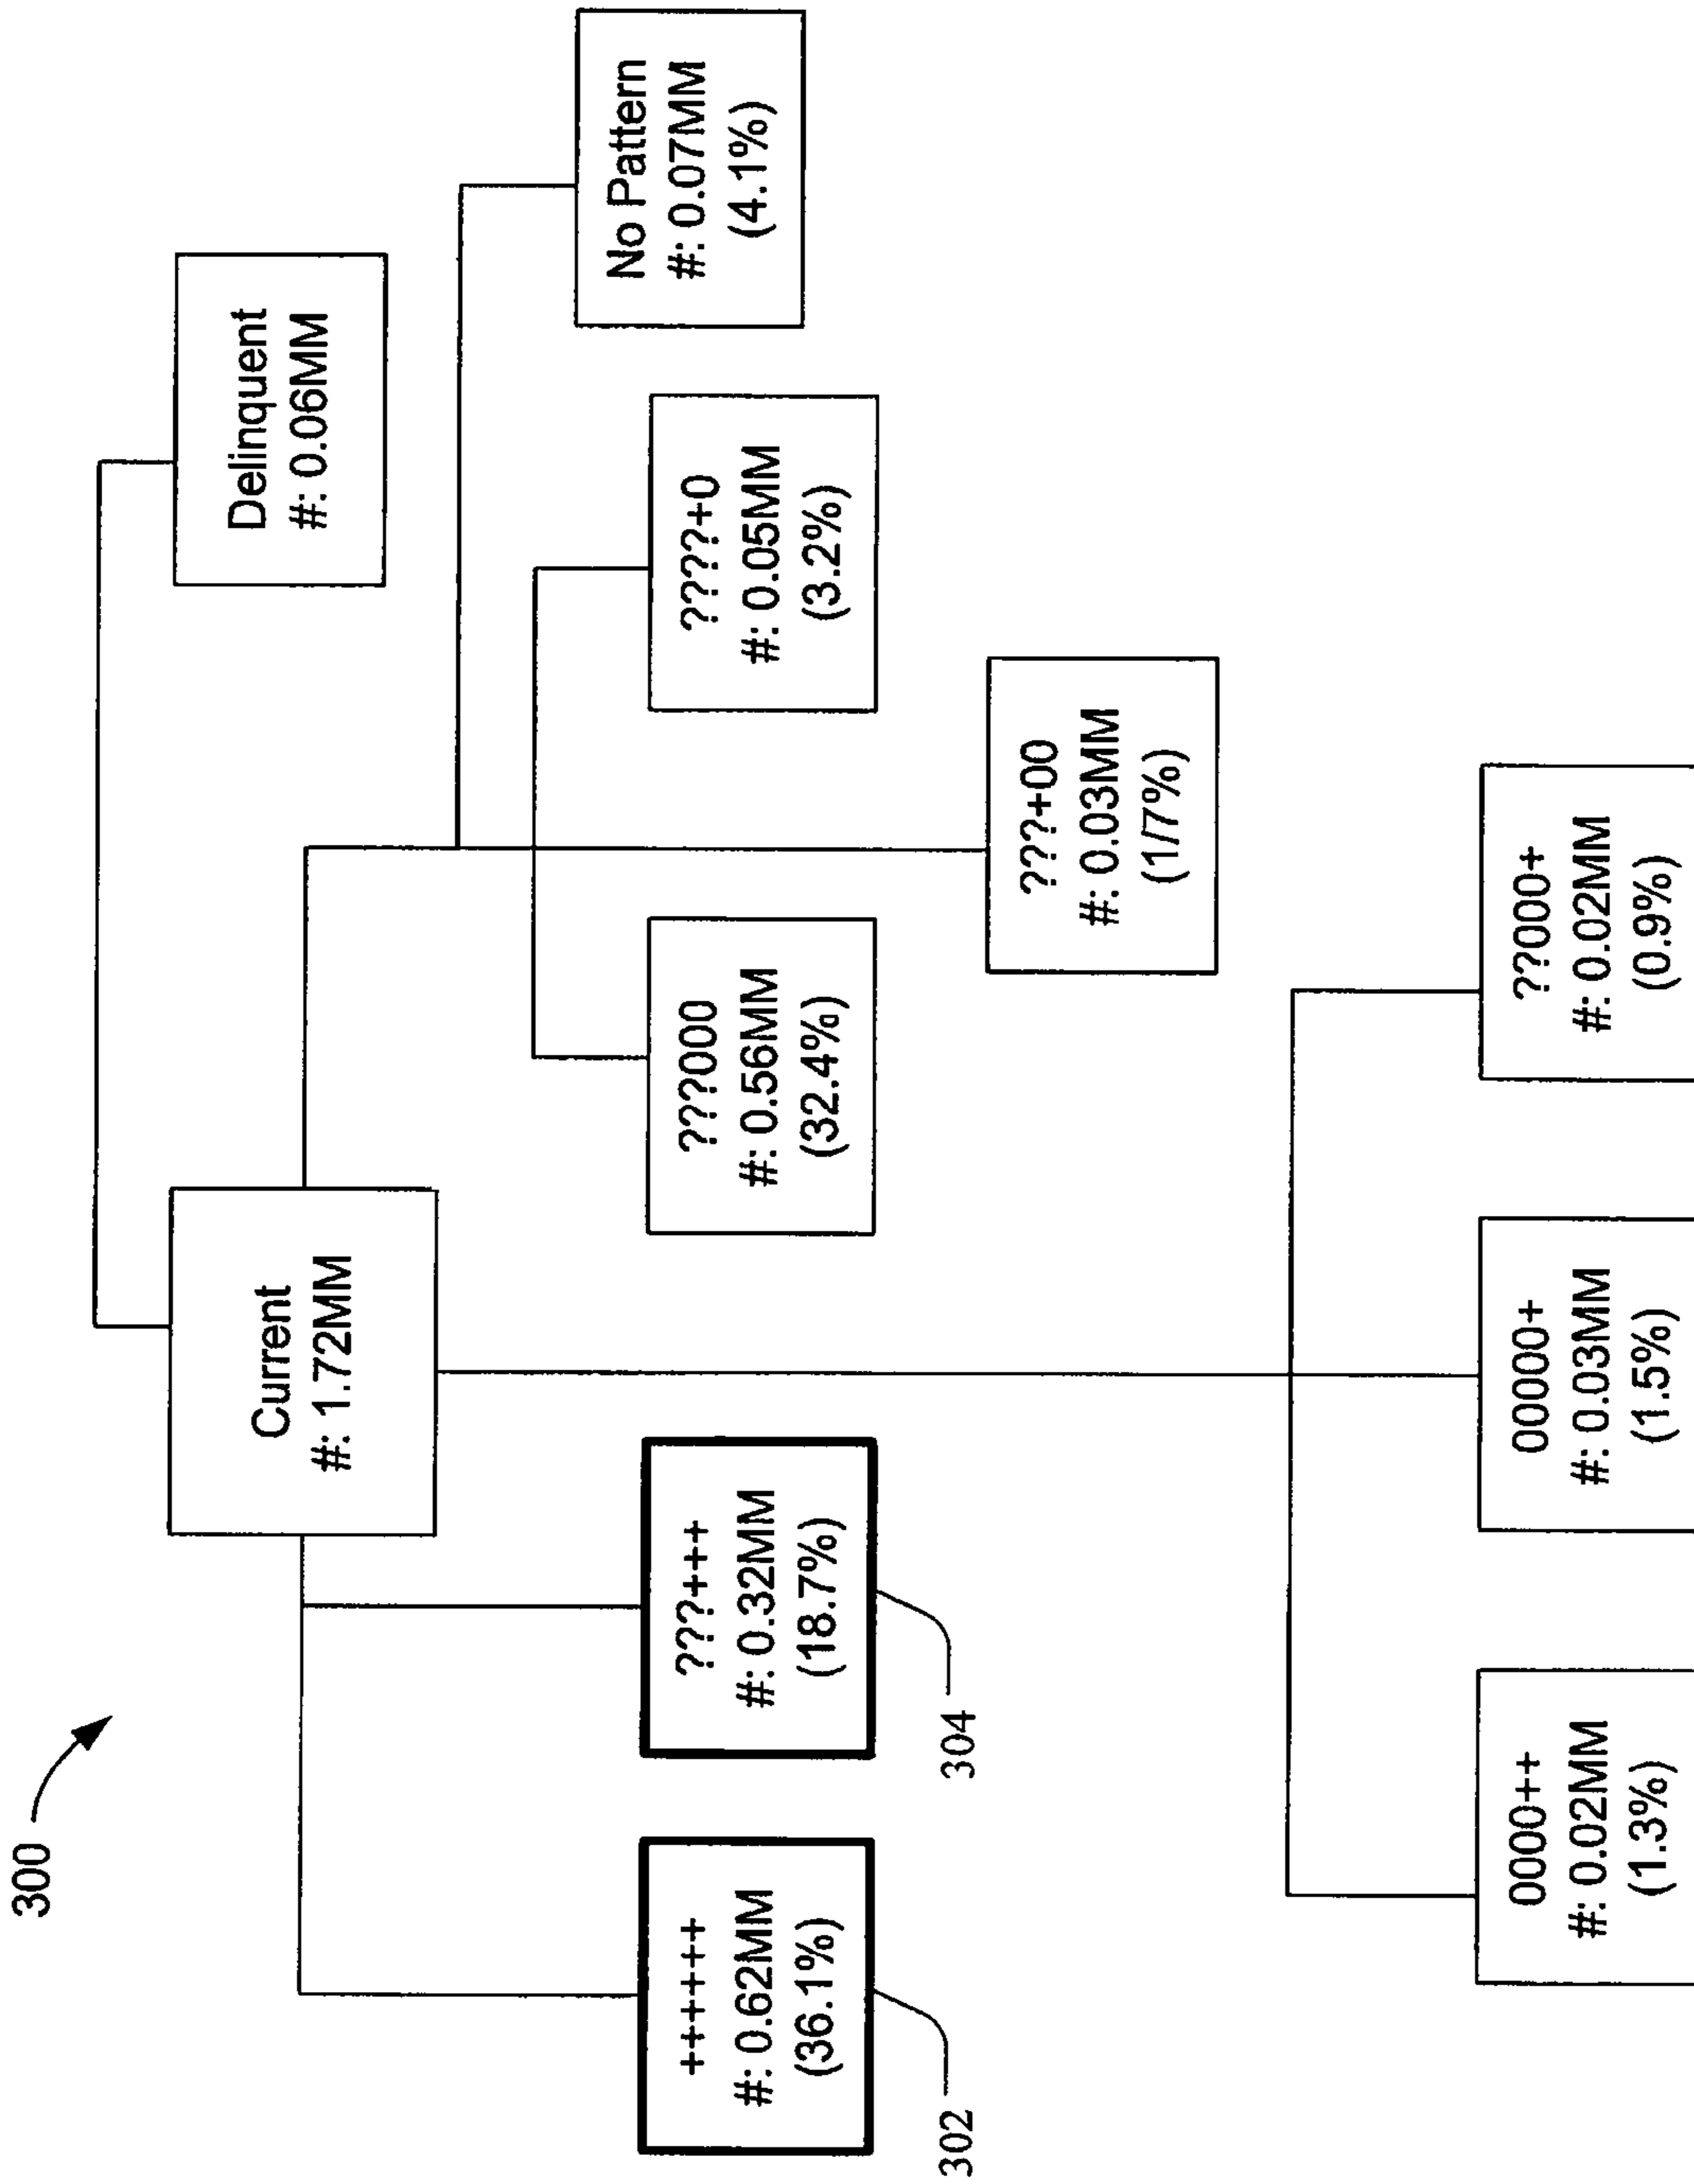 300
Current
#: 1.72MM
Delinquent
#: 0.06MM
++++++
#: 0.62MM
(36.1%)
302
???+++
#: 0.32MM
(18.7%)
304
???000
#: 0.56MM
(32.4%)
????+0
#: 0.05MM
(3.2%)
No Pattern
#: 0.07MM
(4.1%)
???+00
#: 0.03MM
(1/7%)
0000++
#: 0.02MM
(1.3%)
00000+
#: 0.03MM
(1.5%)
??000+
#: 0.02MM
(0.9%)